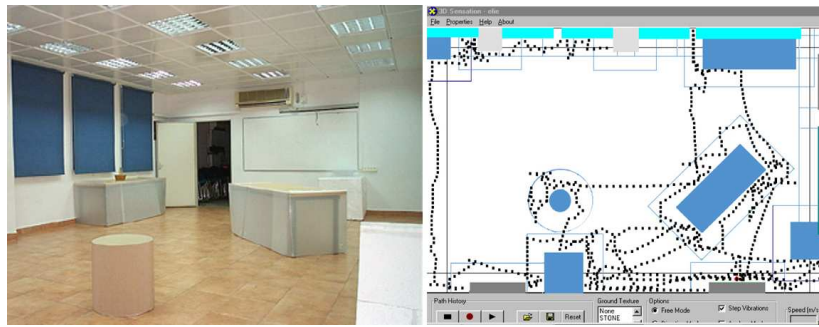 3D Sensation - elie
File Properties Help About
Path History
Ground Texture
Options
None
STONE
Free Mode
Step Vibrations
Speed (m/s
Reset